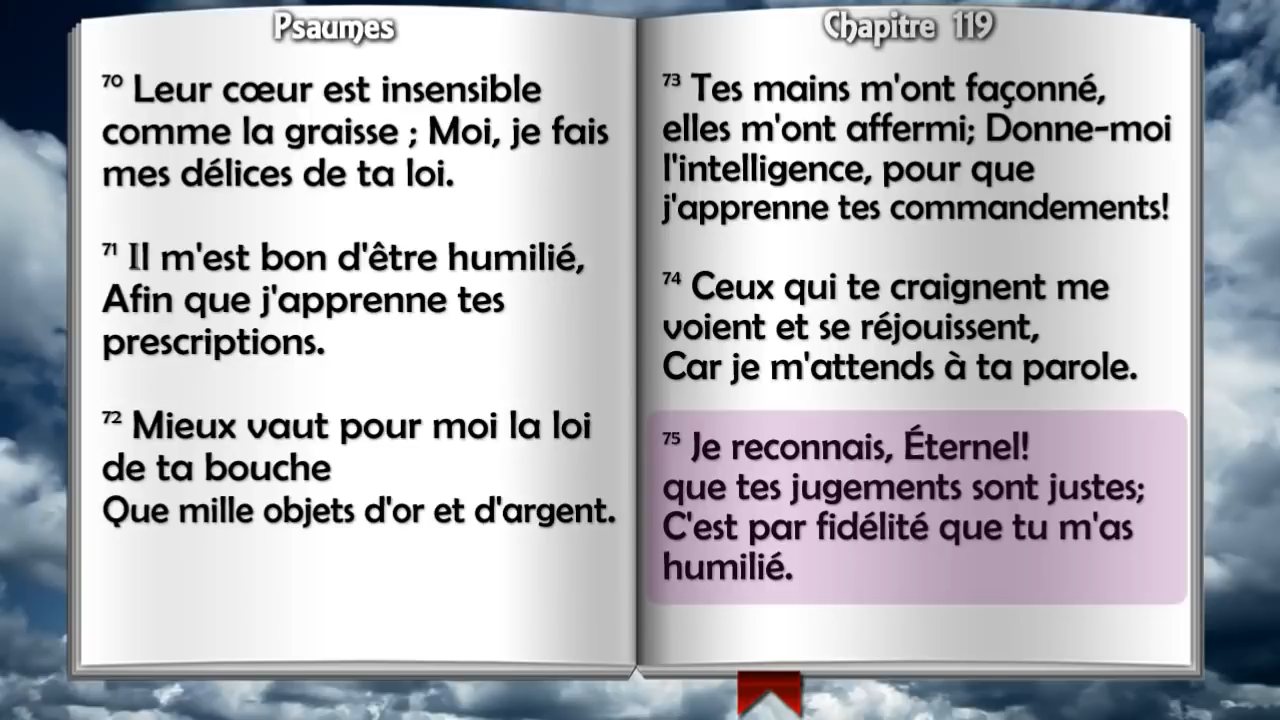 Psaumes
70 Leur cœur est insensible
comme la graisse ; Moi, je fais
mes délices de ta loi.
71 Il m'est bon d'être humilié,
Afin que j'apprenne tes
prescriptions.
72 Mieux vaut pour moi la loi
de ta bouche
Que mille objets d'or et d'argent.
Chapitre 119
73 Tes mains m'ont façonné,
elles m'ont affermi; Donne-moi
l'intelligence, pour que
j'apprenne tes commandements!
74 Ceux qui te craignent me
voient et se réjouissent,
Car je m'attends à ta parole.
75 Je reconnais, Éternel!
que tes jugements sont justes;
C'est par fidélité que tu m'as
humilié.